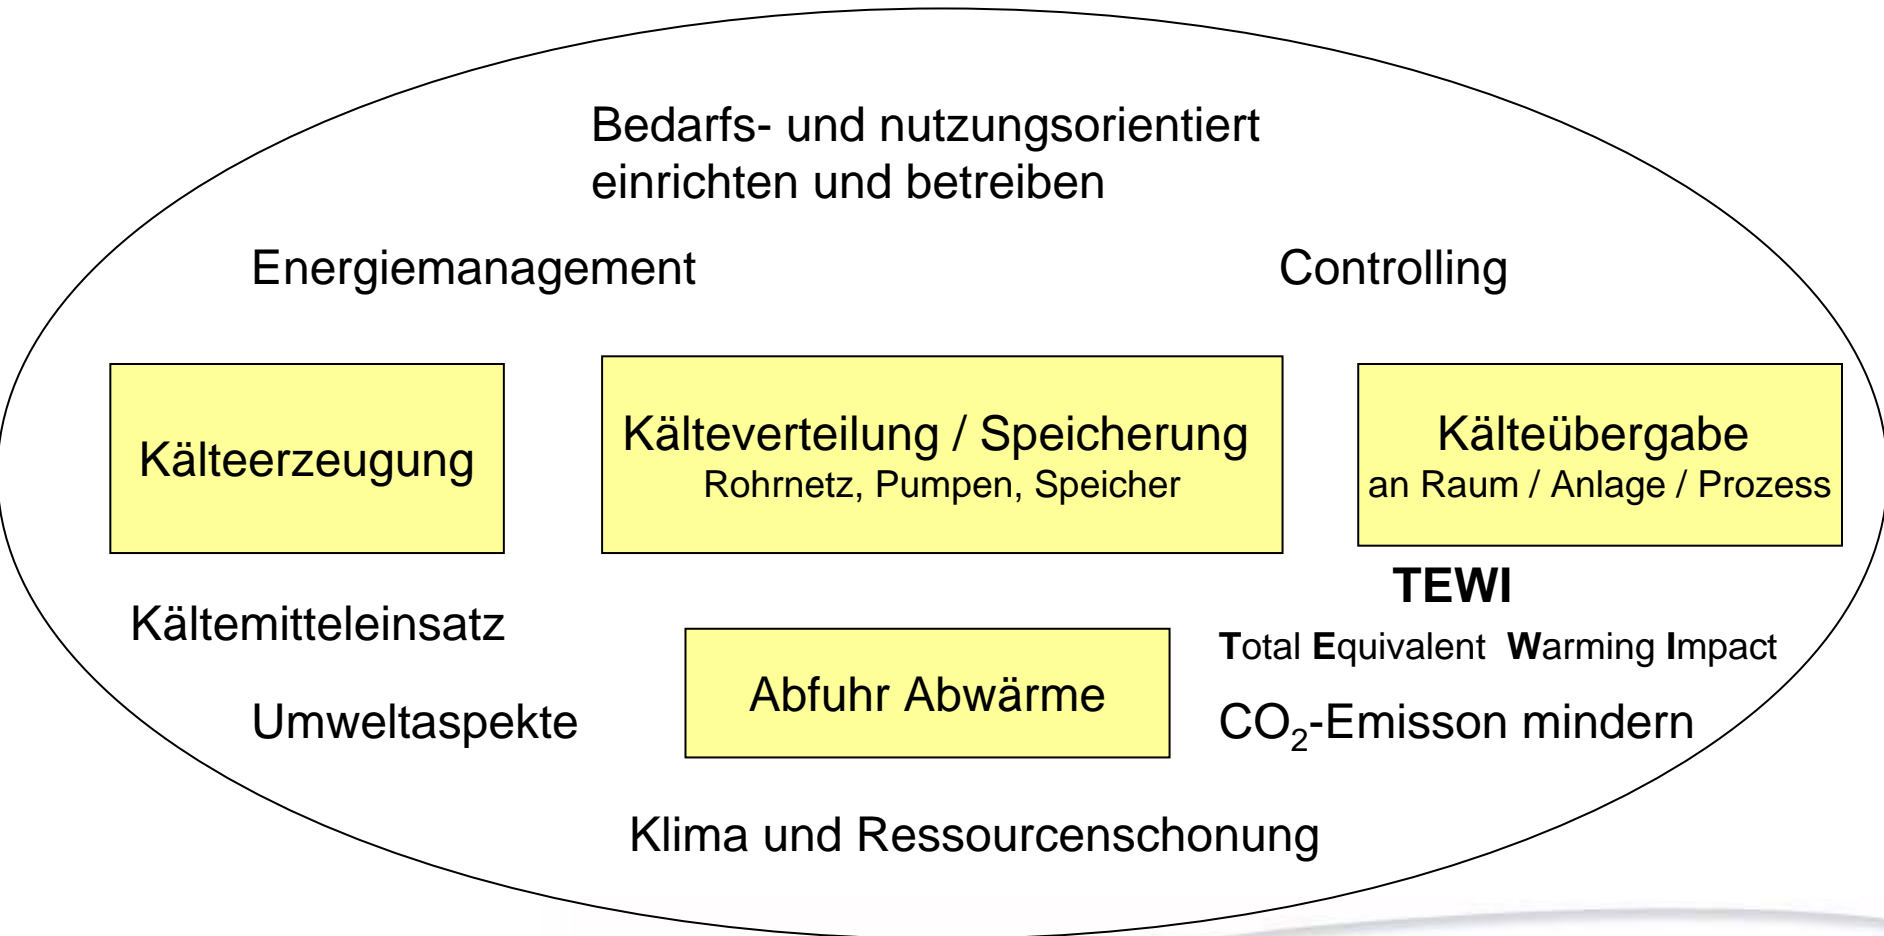 Bedarfs- und nutzungsorientiert
einrichten und betreiben
Energiemanagement
Controlling
Kälteerzeugung
Kälteverteilung / Speicherung
Rohrnetz, Pumpen, Speicher
Kälteübergabe
an Raum / Anlage / Prozess
Kältemitteleinsatz
TEWI
Total Equivalent Warming Impact
Abfuhr Abwärme
Umweltaspekte
CO₂-Emisson mindern
Klima und Ressourcenschonung